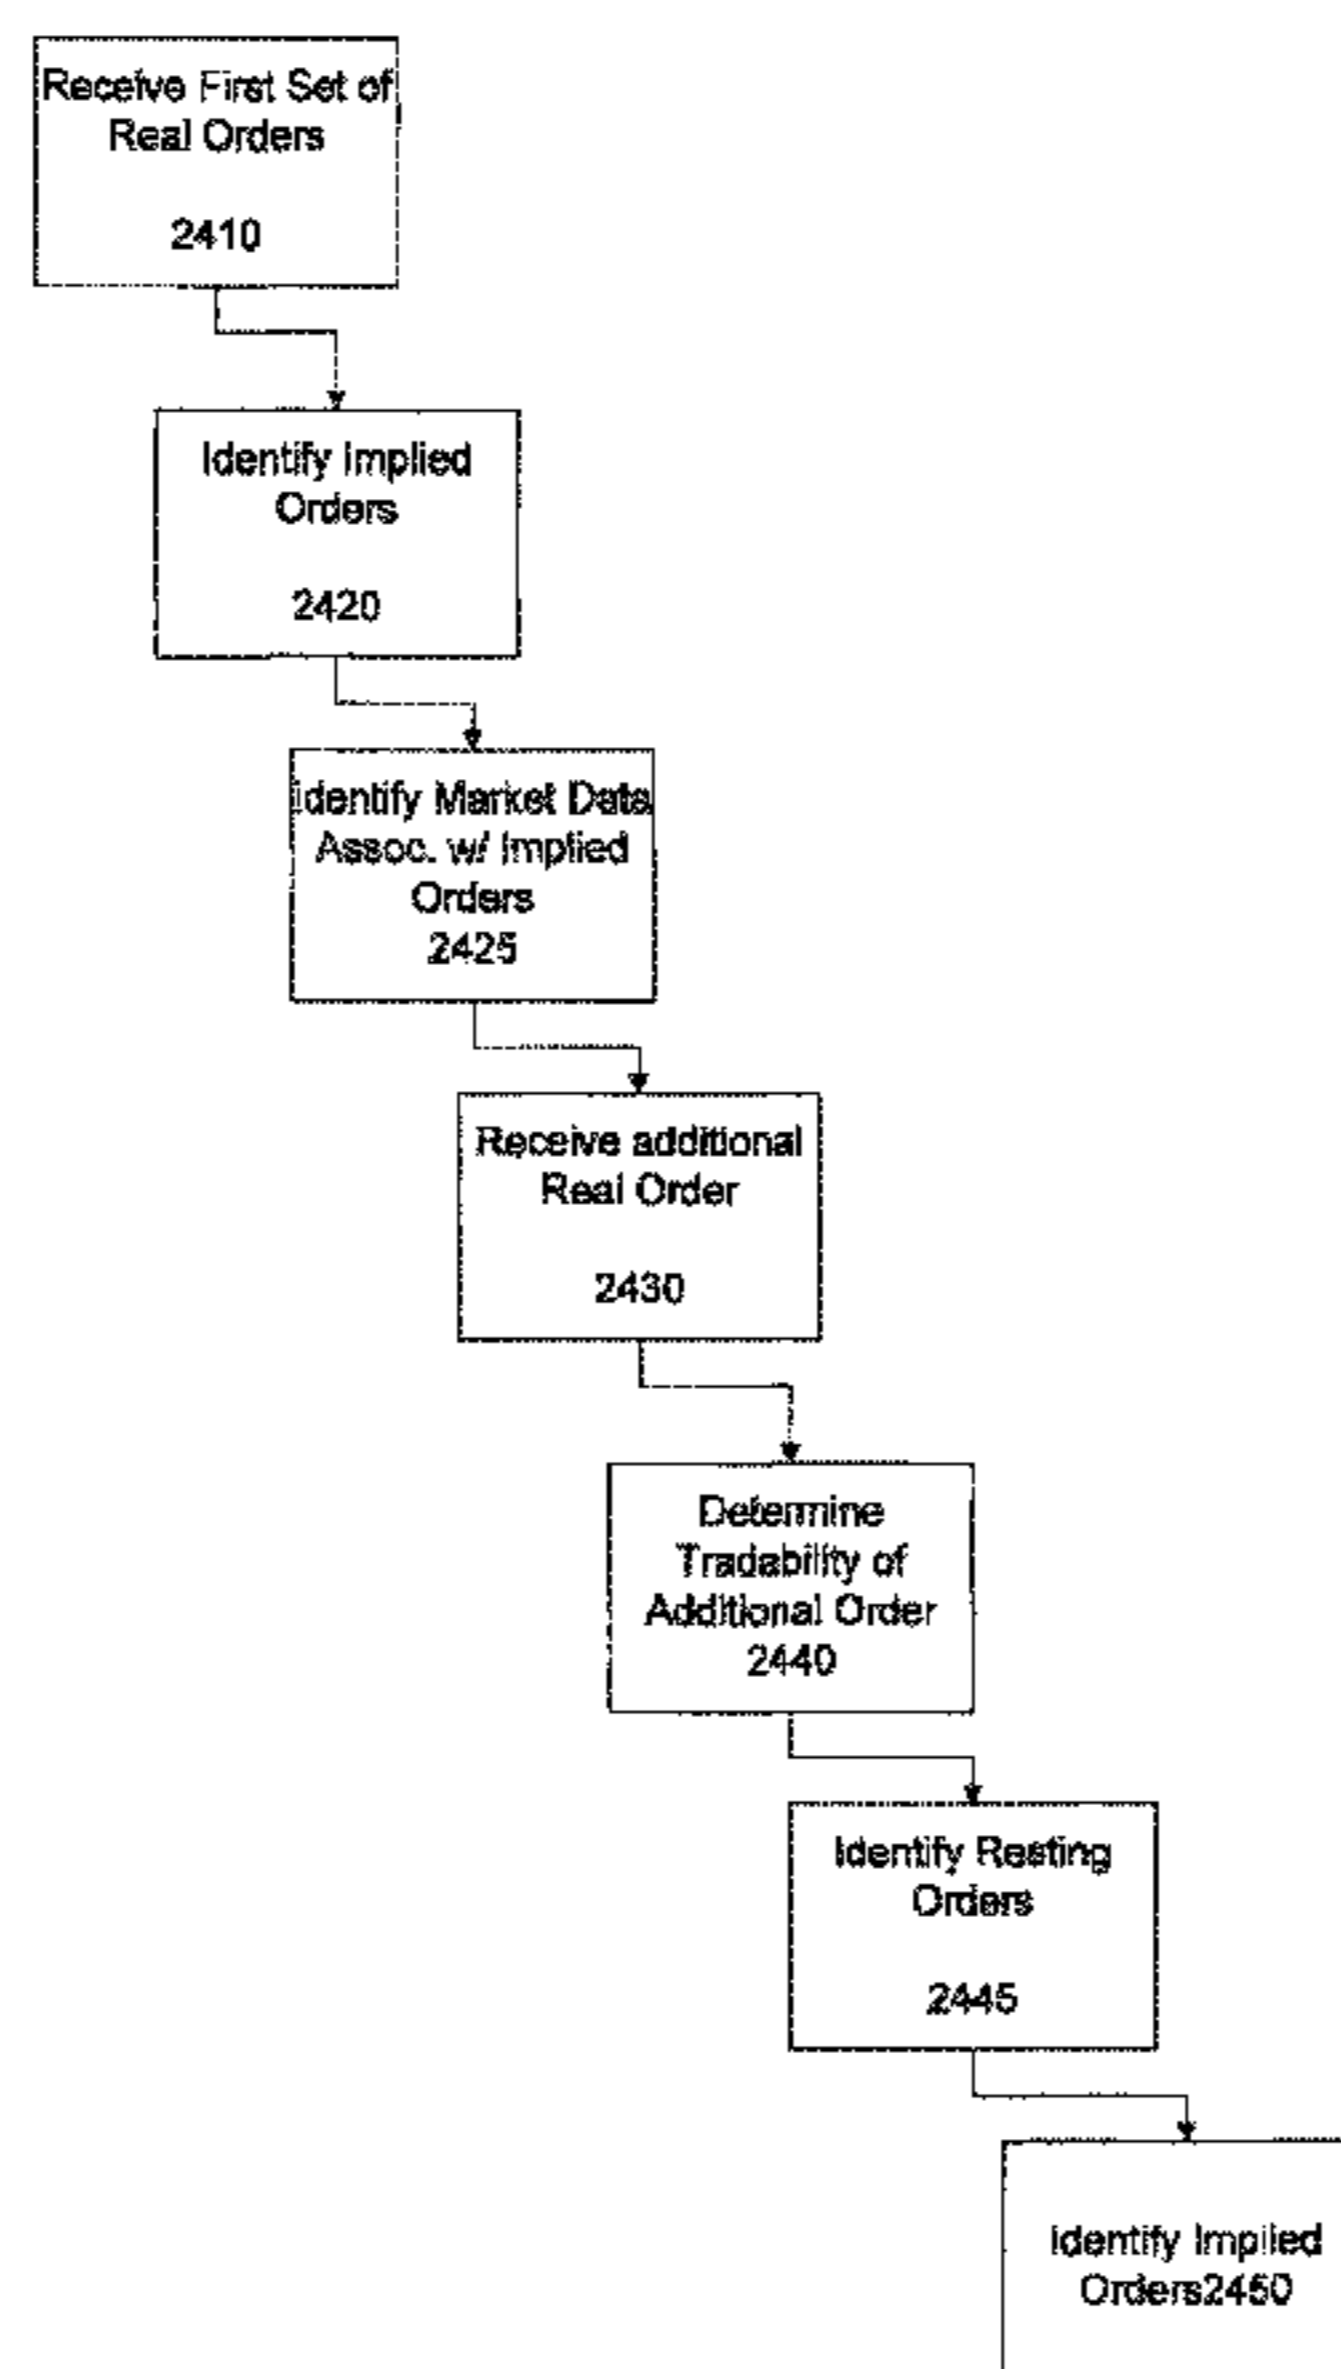 Receive First Set of
Real Orders
2410
Identify Implied
Orders
2420
Identify Market Data
Assoc. w/ Implied
Orders
2425
Receive additional
Real Order
2430
Determine
Tradability of
Additional Order
2440
Identify Resting
Orders
2445
Identify Implied
Orders2450